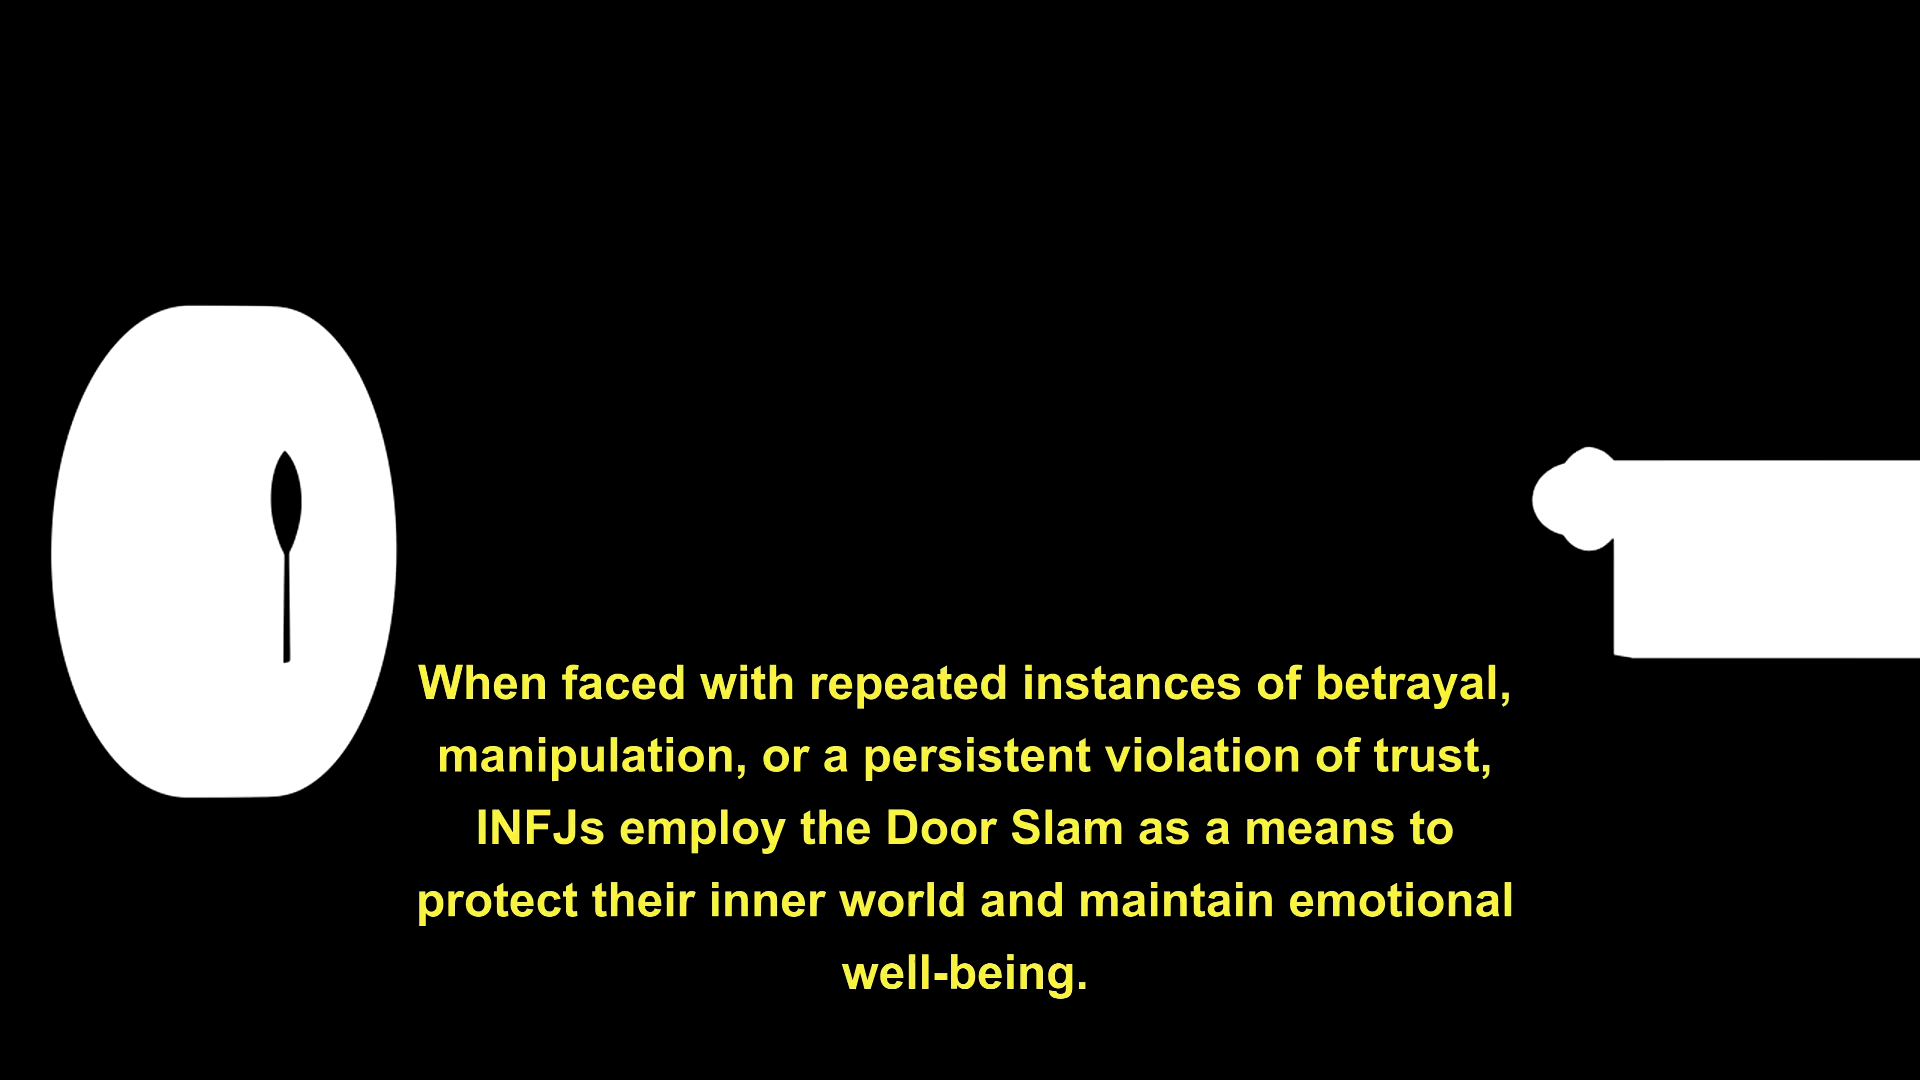 When faced with repeated instances of betrayal,
manipulation, or a persistent violation of trust,
INFJs employ the Door Slam as a means to
protect their inner world and maintain emotional
well-being.